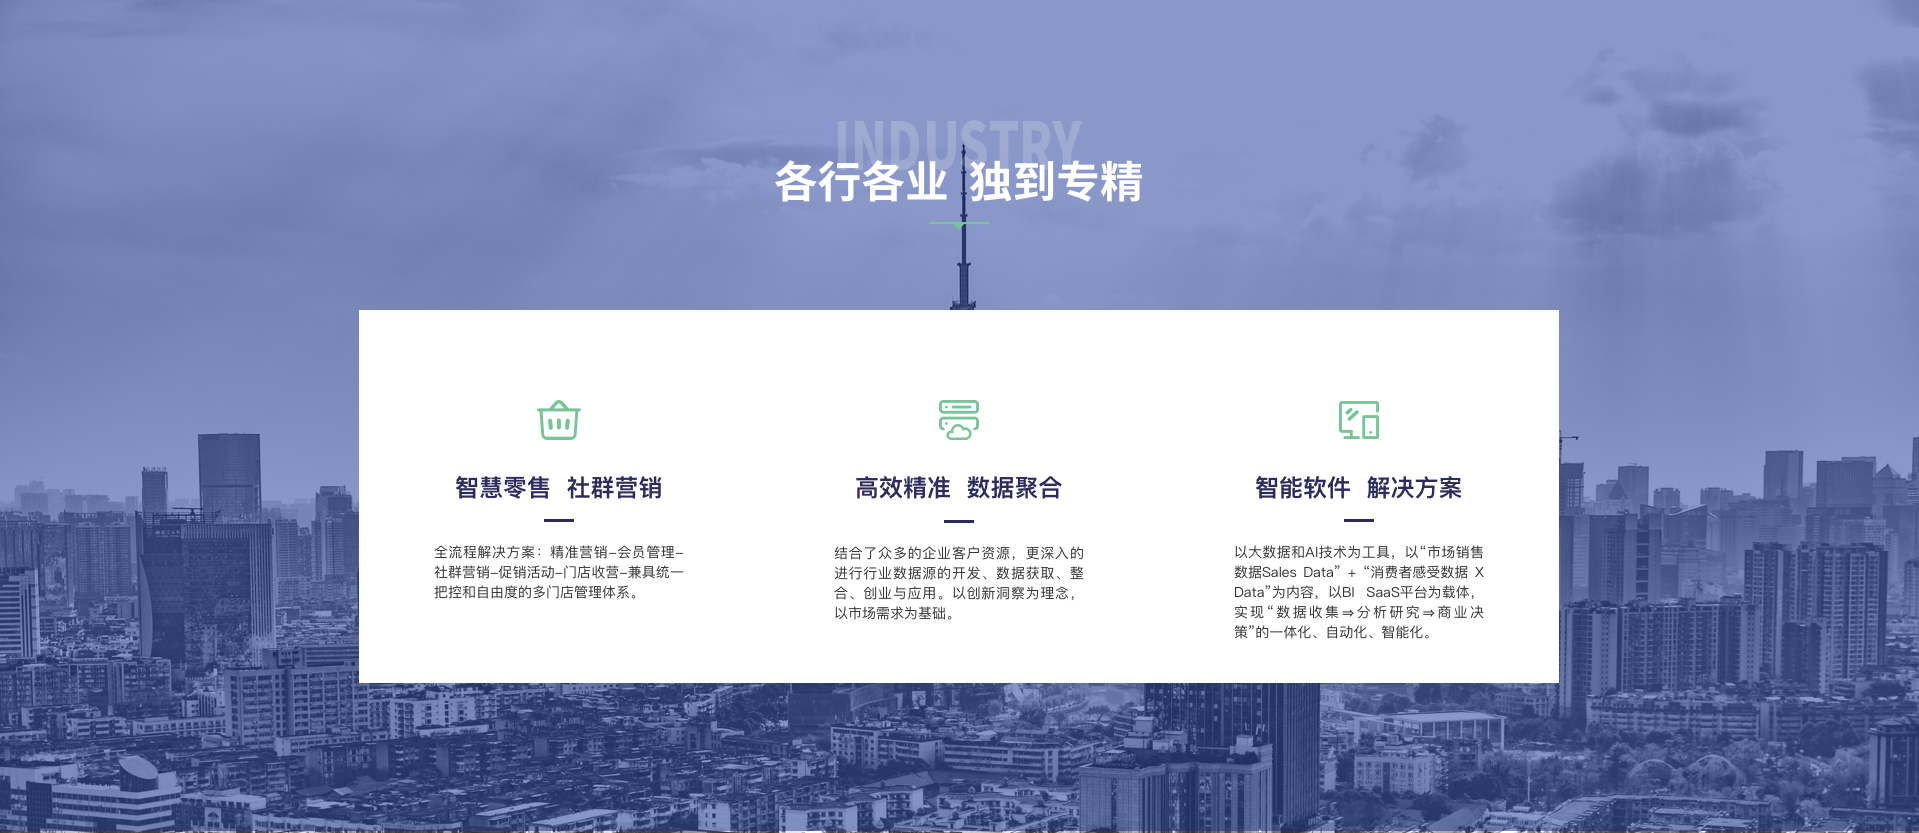 INDUSTRY
各行各业 独到专精
智慧零售 社群营销
全流程解决方案：精准营销–会员管理–
社群营销–促销活动–门店收营–兼具统一
把控和自由度的多门店管理体系。
高效精准 数据聚合
结合了众多的企业客户资源，更深入的
进行行业数据源的开发、数据获取、整
合、创业与应用。以创新洞察为理念，
以市场需求为基础。
智能软件 解决方案
以大数据和AI技术为工具，以“市场销售
数据Sales Data” + “消费者感受数据 X
Data”为内容，以BI SaaS平台为载体，
实现“数据收集⇒分析研究⇒商业决
策”的一体化、自动化、智能化。